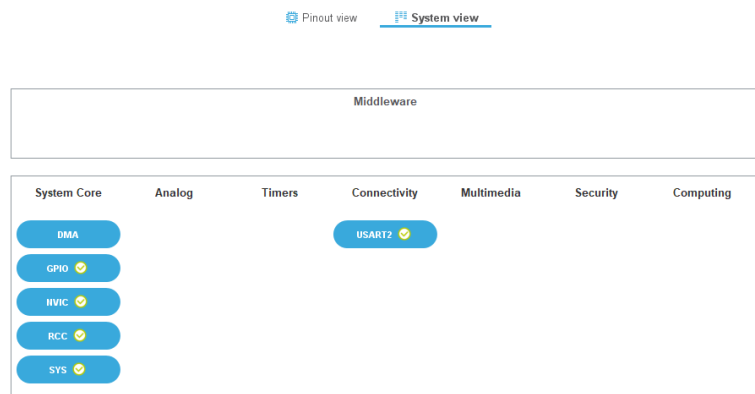 Pinout view System view
Middleware
System Core Analog Timers Connectivity Multimedia Security Computing
DMA USART2
GPIO
NVIC
RCC
SYS